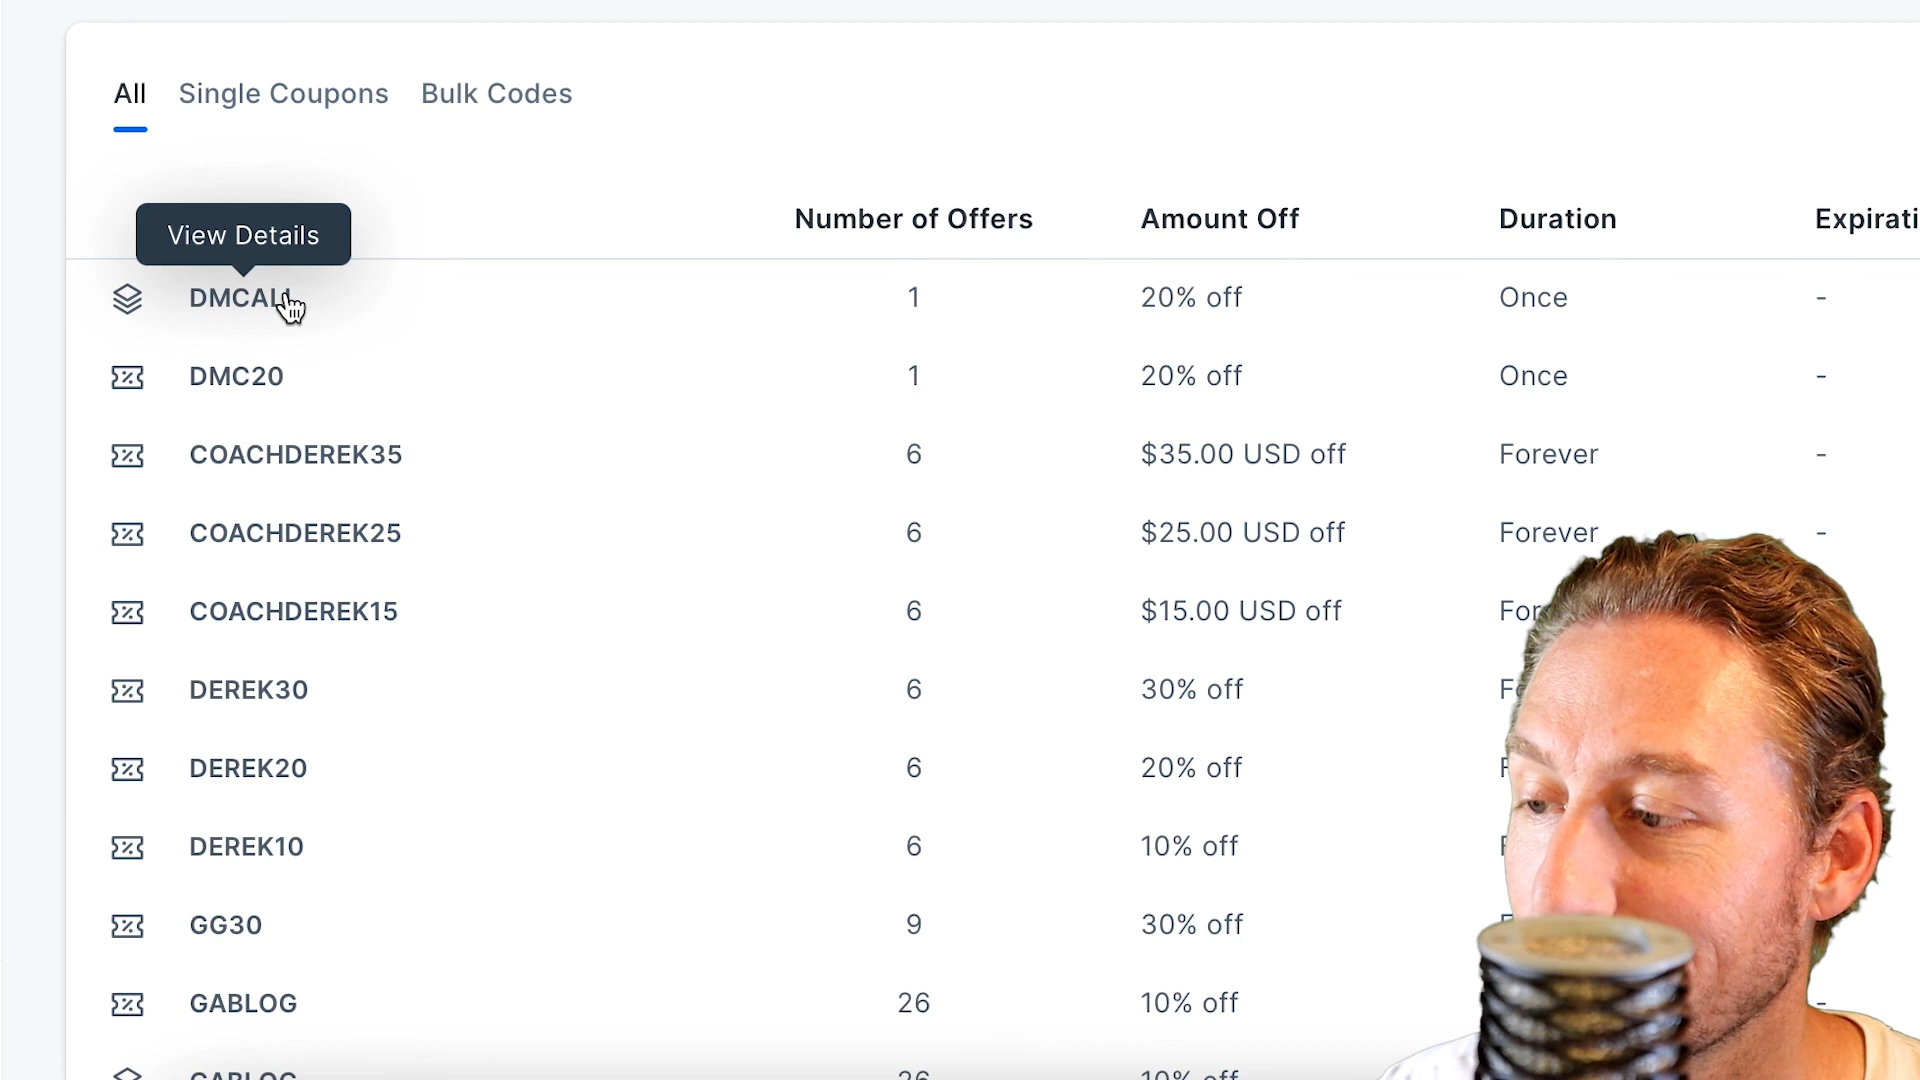 All Single Coupons Bulk Codes
View Details
Number of Offers Amount Off Duration
DMCALL 1 20% off Once -
DMC20 1 20% off Once -
COACHDEREK35 6 $35.00 USD off Forever -
COACHDEREK25 6 $25.00 USD off Forever -
COACHDEREK15 6 $15.00 USD off
DEREK30 6 30% off
DEREK20 6 20% off
DEREK10 6 10% off
GG30 9 30% off
GABLOG 26 10% off -